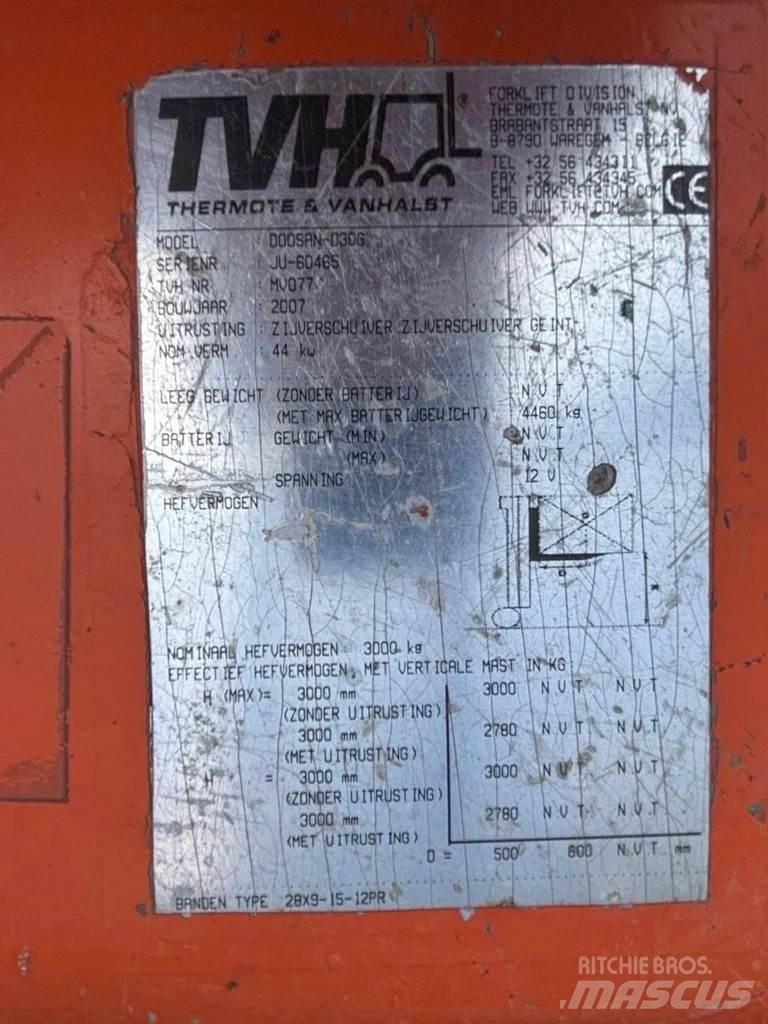 TVH ®
THERMOTE & VANHALST
FORKLIFT DIVISION
THERMOTE & VANHALST NV
BRABANTSTRAAT 15
B-8790 WAREGEM - BELGIE
TEL +32 56 434311
FAX +32 56 434345
EML FORKLIFT@TVH.COM
WEB WWW.TVH.COM
CE
MODEL : DOOSAN-D30G
SERIENR : JU-60465
TVH NR : MV077
BOUWJAAR : 2007
UITRUSTING : ZIJVERSCHUIVER ZIJVERSCHUIVER GEINT
NOM VERM : 44 kw
LEEG GEWICHT (ZONDER BATTERIJ) N V T
(MET MAX BATTERIJGEWICHT) 4460 kg
BATTERIJ GEWICHT (MIN) N V T
(MAX) N V T
SPANNING 12 V
HEFVERMOGEN
NOMINAAL HEFVERMOGEN: 3000 kg
EFFECTIEF HEFVERMOGEN, MET VERTICALE MAST IN KG
H (MAX)= 3000 mm 3000 N V T N V T
(ZONDER UITRUSTING)
3000 mm 2780 N V T N V T
(MET UITRUSTING)
H = 3000 mm 3000 N V T N V T
(ZONDER UITRUSTING)
3000 mm 2780 N V T N V T
(MET UITRUSTING)
D = 500 600 N V T mm
BANDEN TYPE 28X9-15-12PR
RITCHIE BROS.
MASCUS